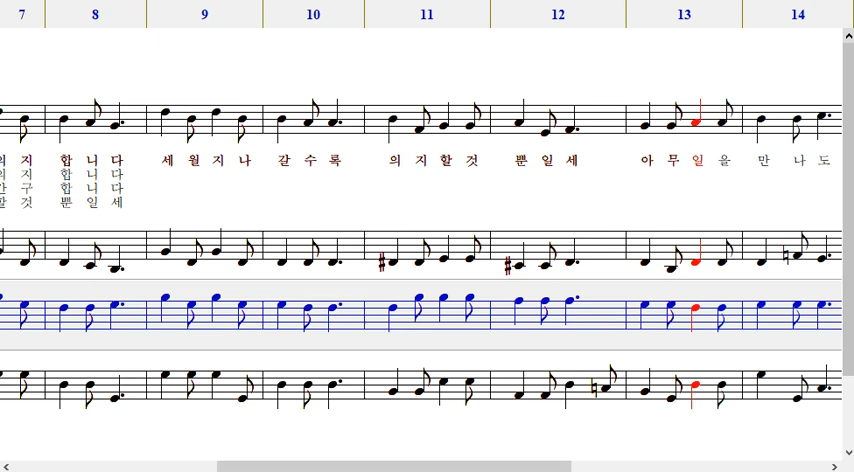 7 8 9 10 11 12 13 14
의 지 합 니 다 세 월 지 나 갈 수 록 의 지 할 것 뿐 일 세 아 무 일 을 만 나 도
의 지 합 니 다
간 구 합 니 다
할 것 뿐 일 세